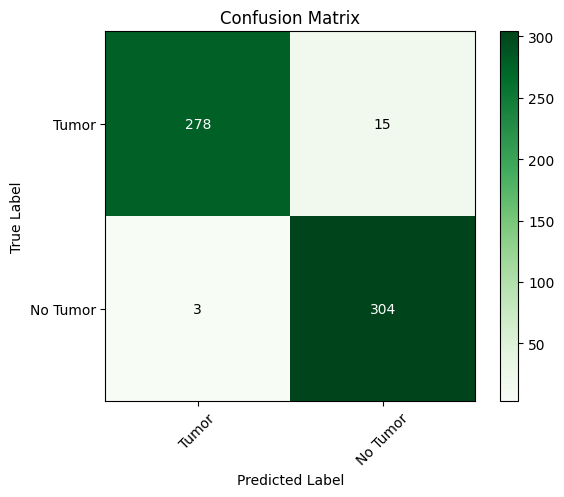 Confusion Matrix
True Label
Tumor
278
15
No Tumor
3
304
Tumor
No Tumor
Predicted Label
300
250
200
150
100
50